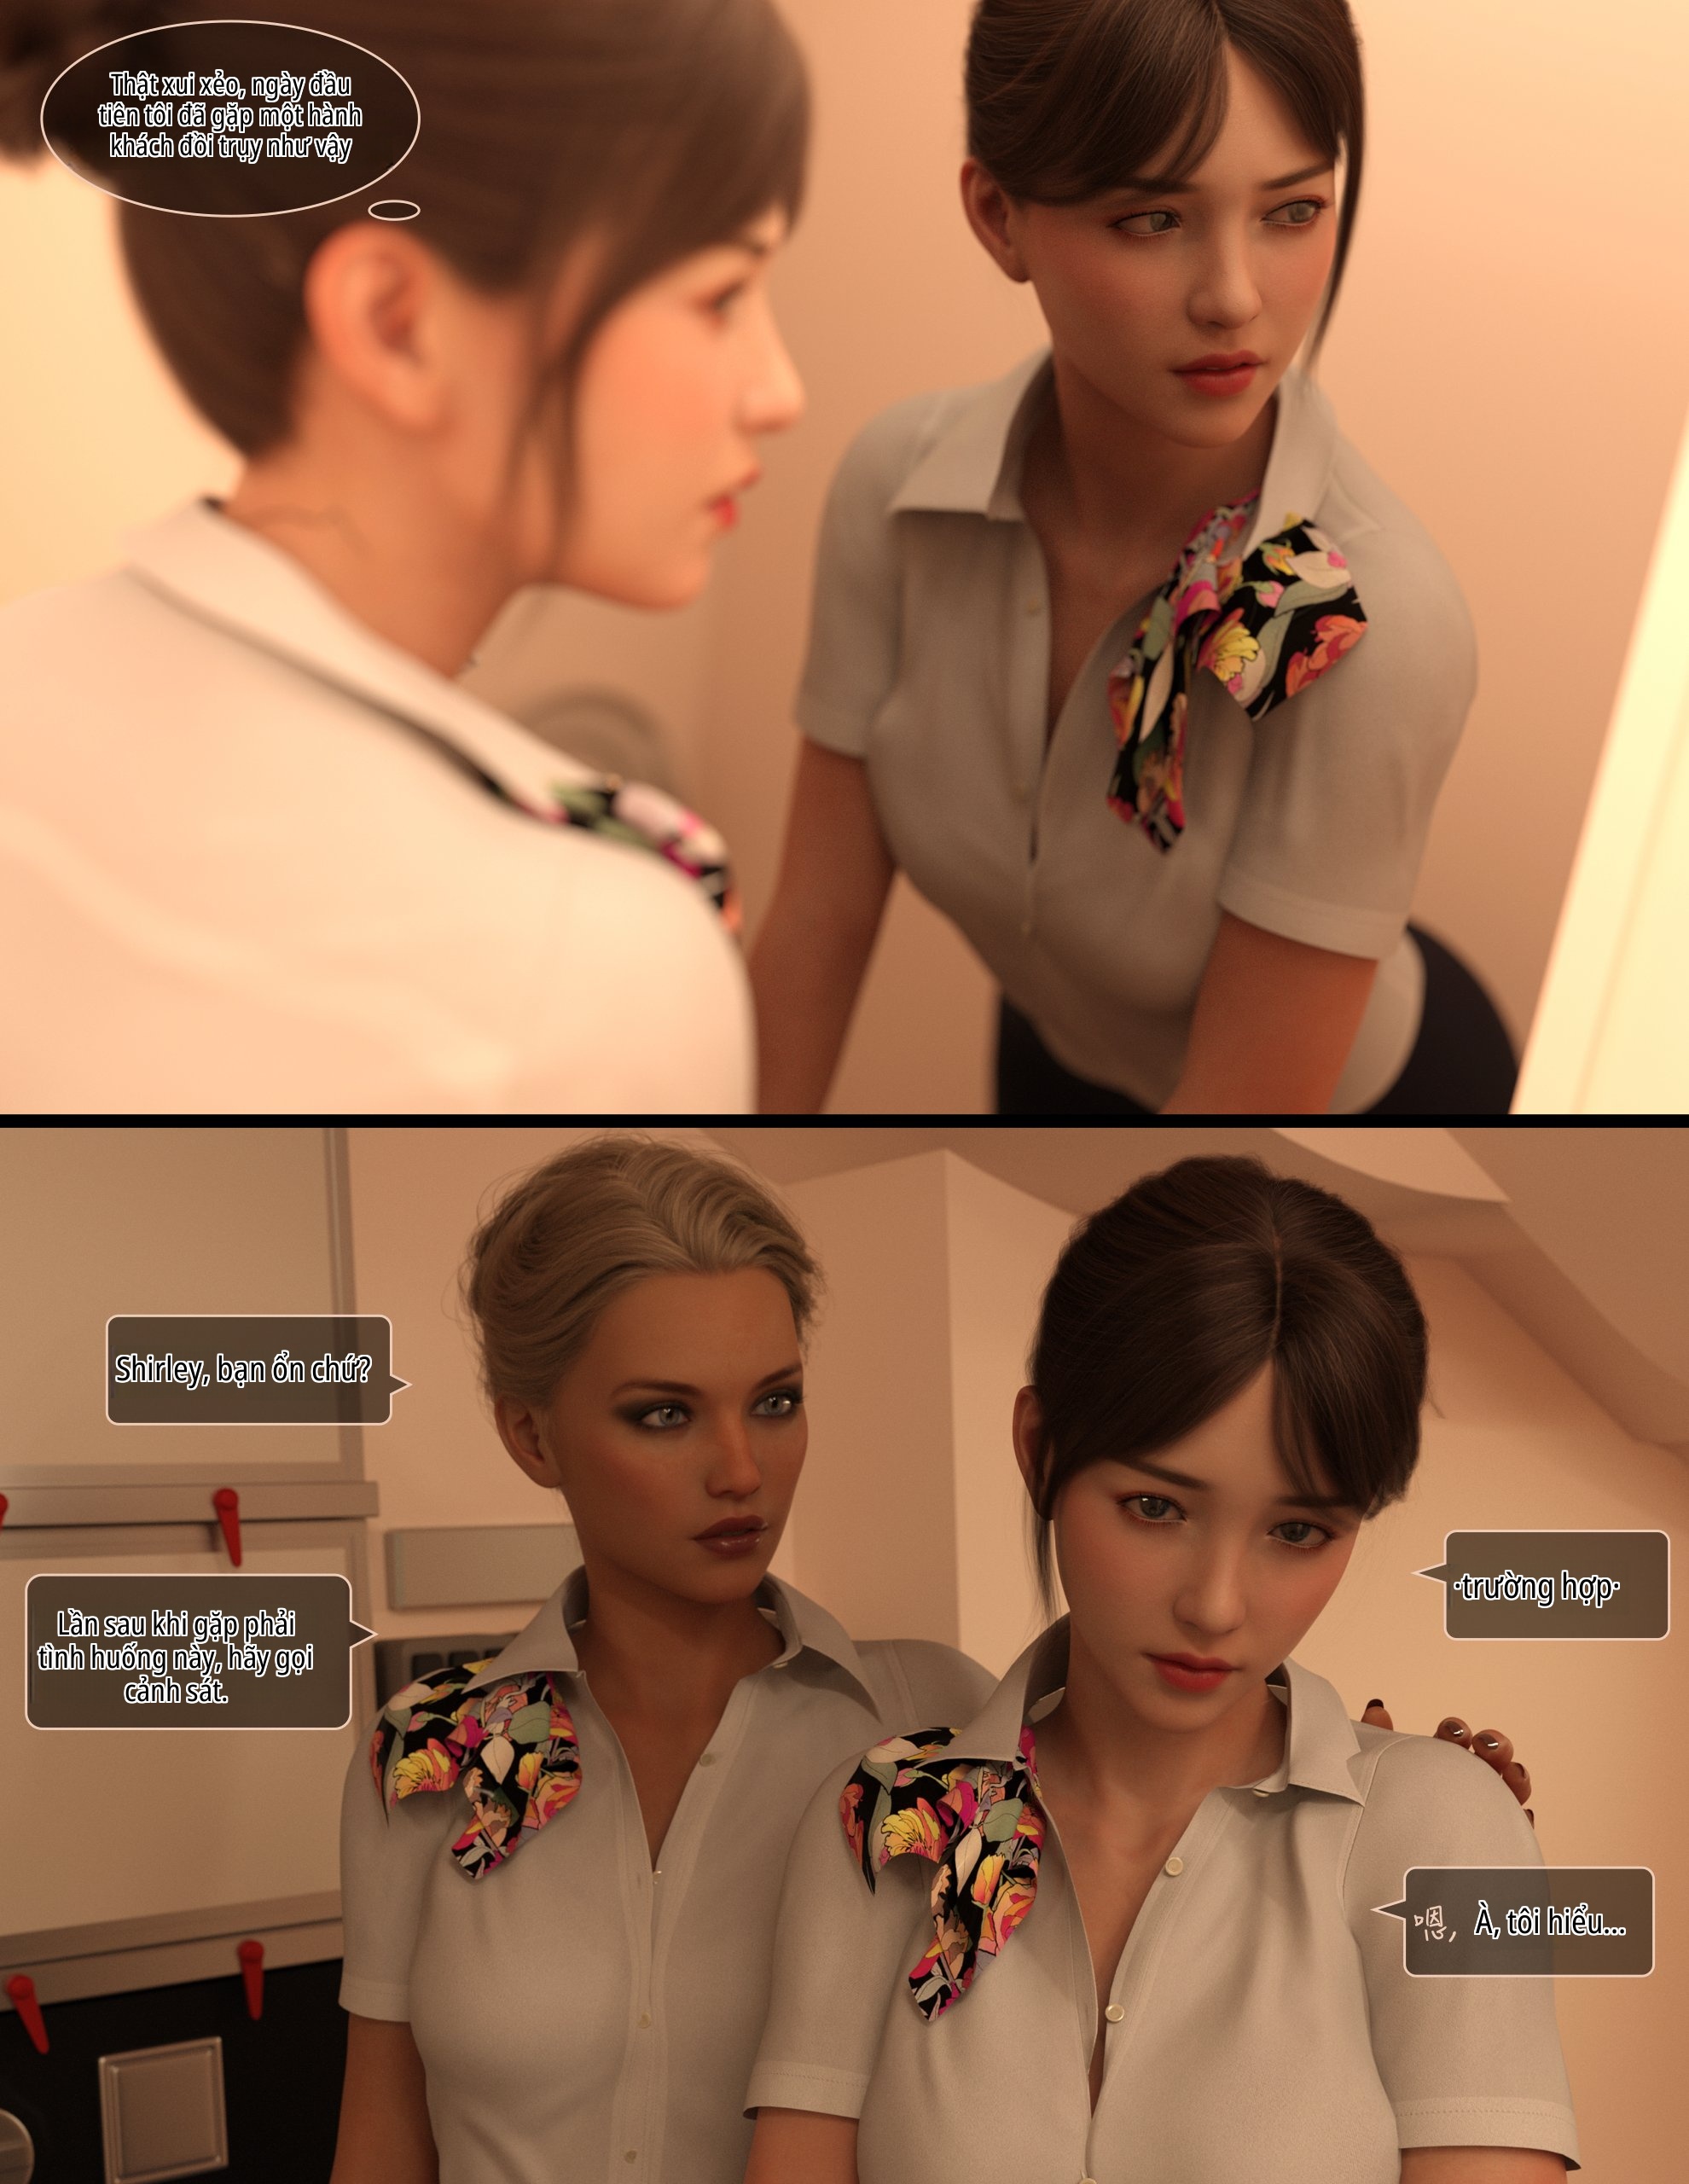 Thật xui xẻo, ngày đầu
tiên tôi đã gặp một hành
khách đồi trụy như vậy
Shirley, bạn ổn chứ?
·trường hợp·
Lần sau khi gặp phải
tình huống này, hãy gọi
cảnh sát.
嗯, À, tôi hiểu...